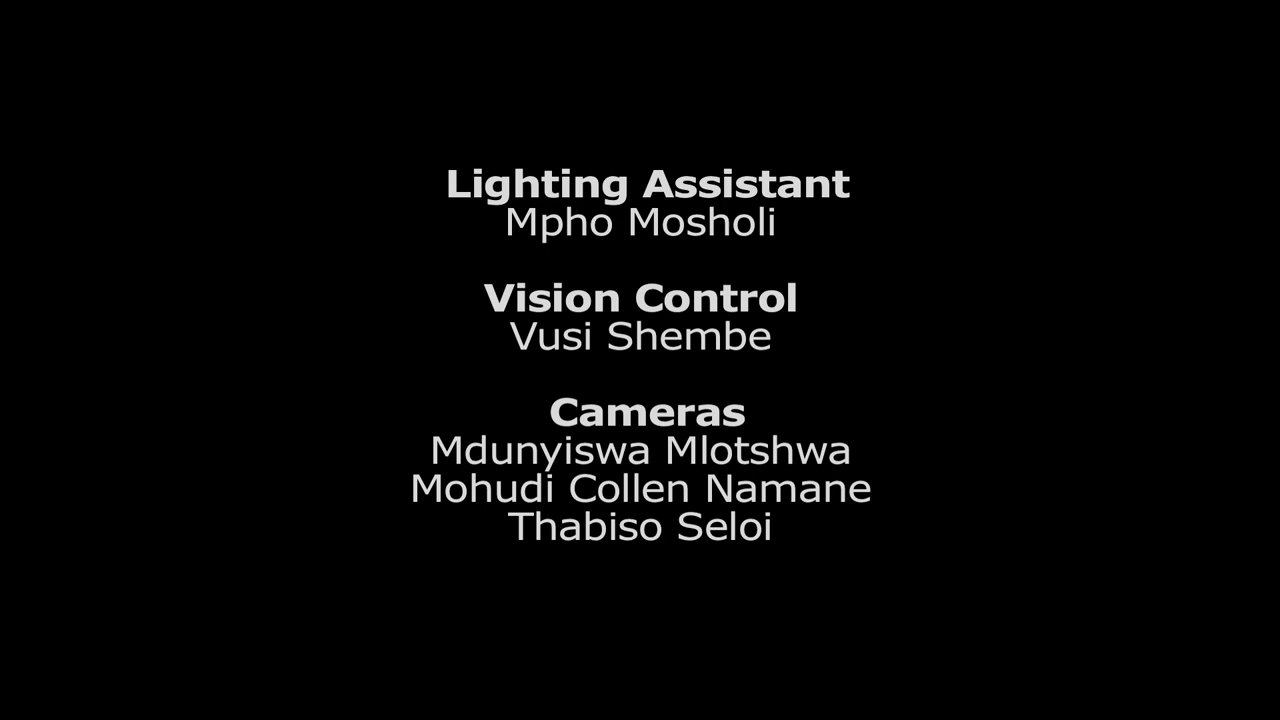 Lighting Assistant
Mpho Mosholi
Vision Control
Vusi Shembe
Cameras
Mdunyiswa Mlotshwa
Mohudi Collen Namane
Thabiso Seloi